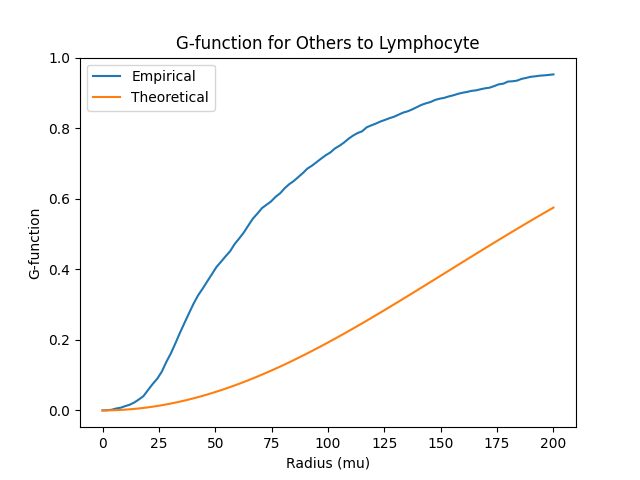 G-function for Others to Lymphocyte
Empirical
Theoretical
1.0
0.8
0.6
0.4
0.2
0.0
G-function
0 25 50 75 100 125 150 175 200
Radius (mu)